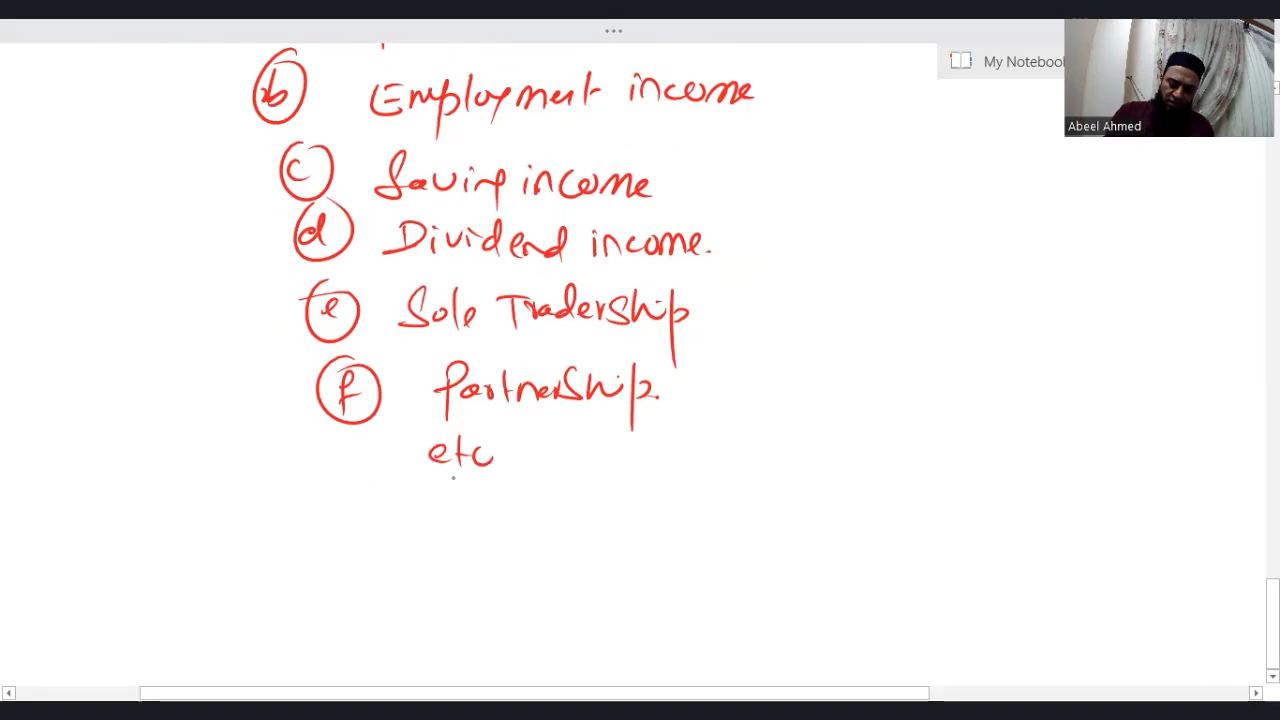 ...
My Notebook
Abeel Ahmed
b Employment income
c Saving income
d Dividend income.
e Sole Tradership
f Partnership.
etc